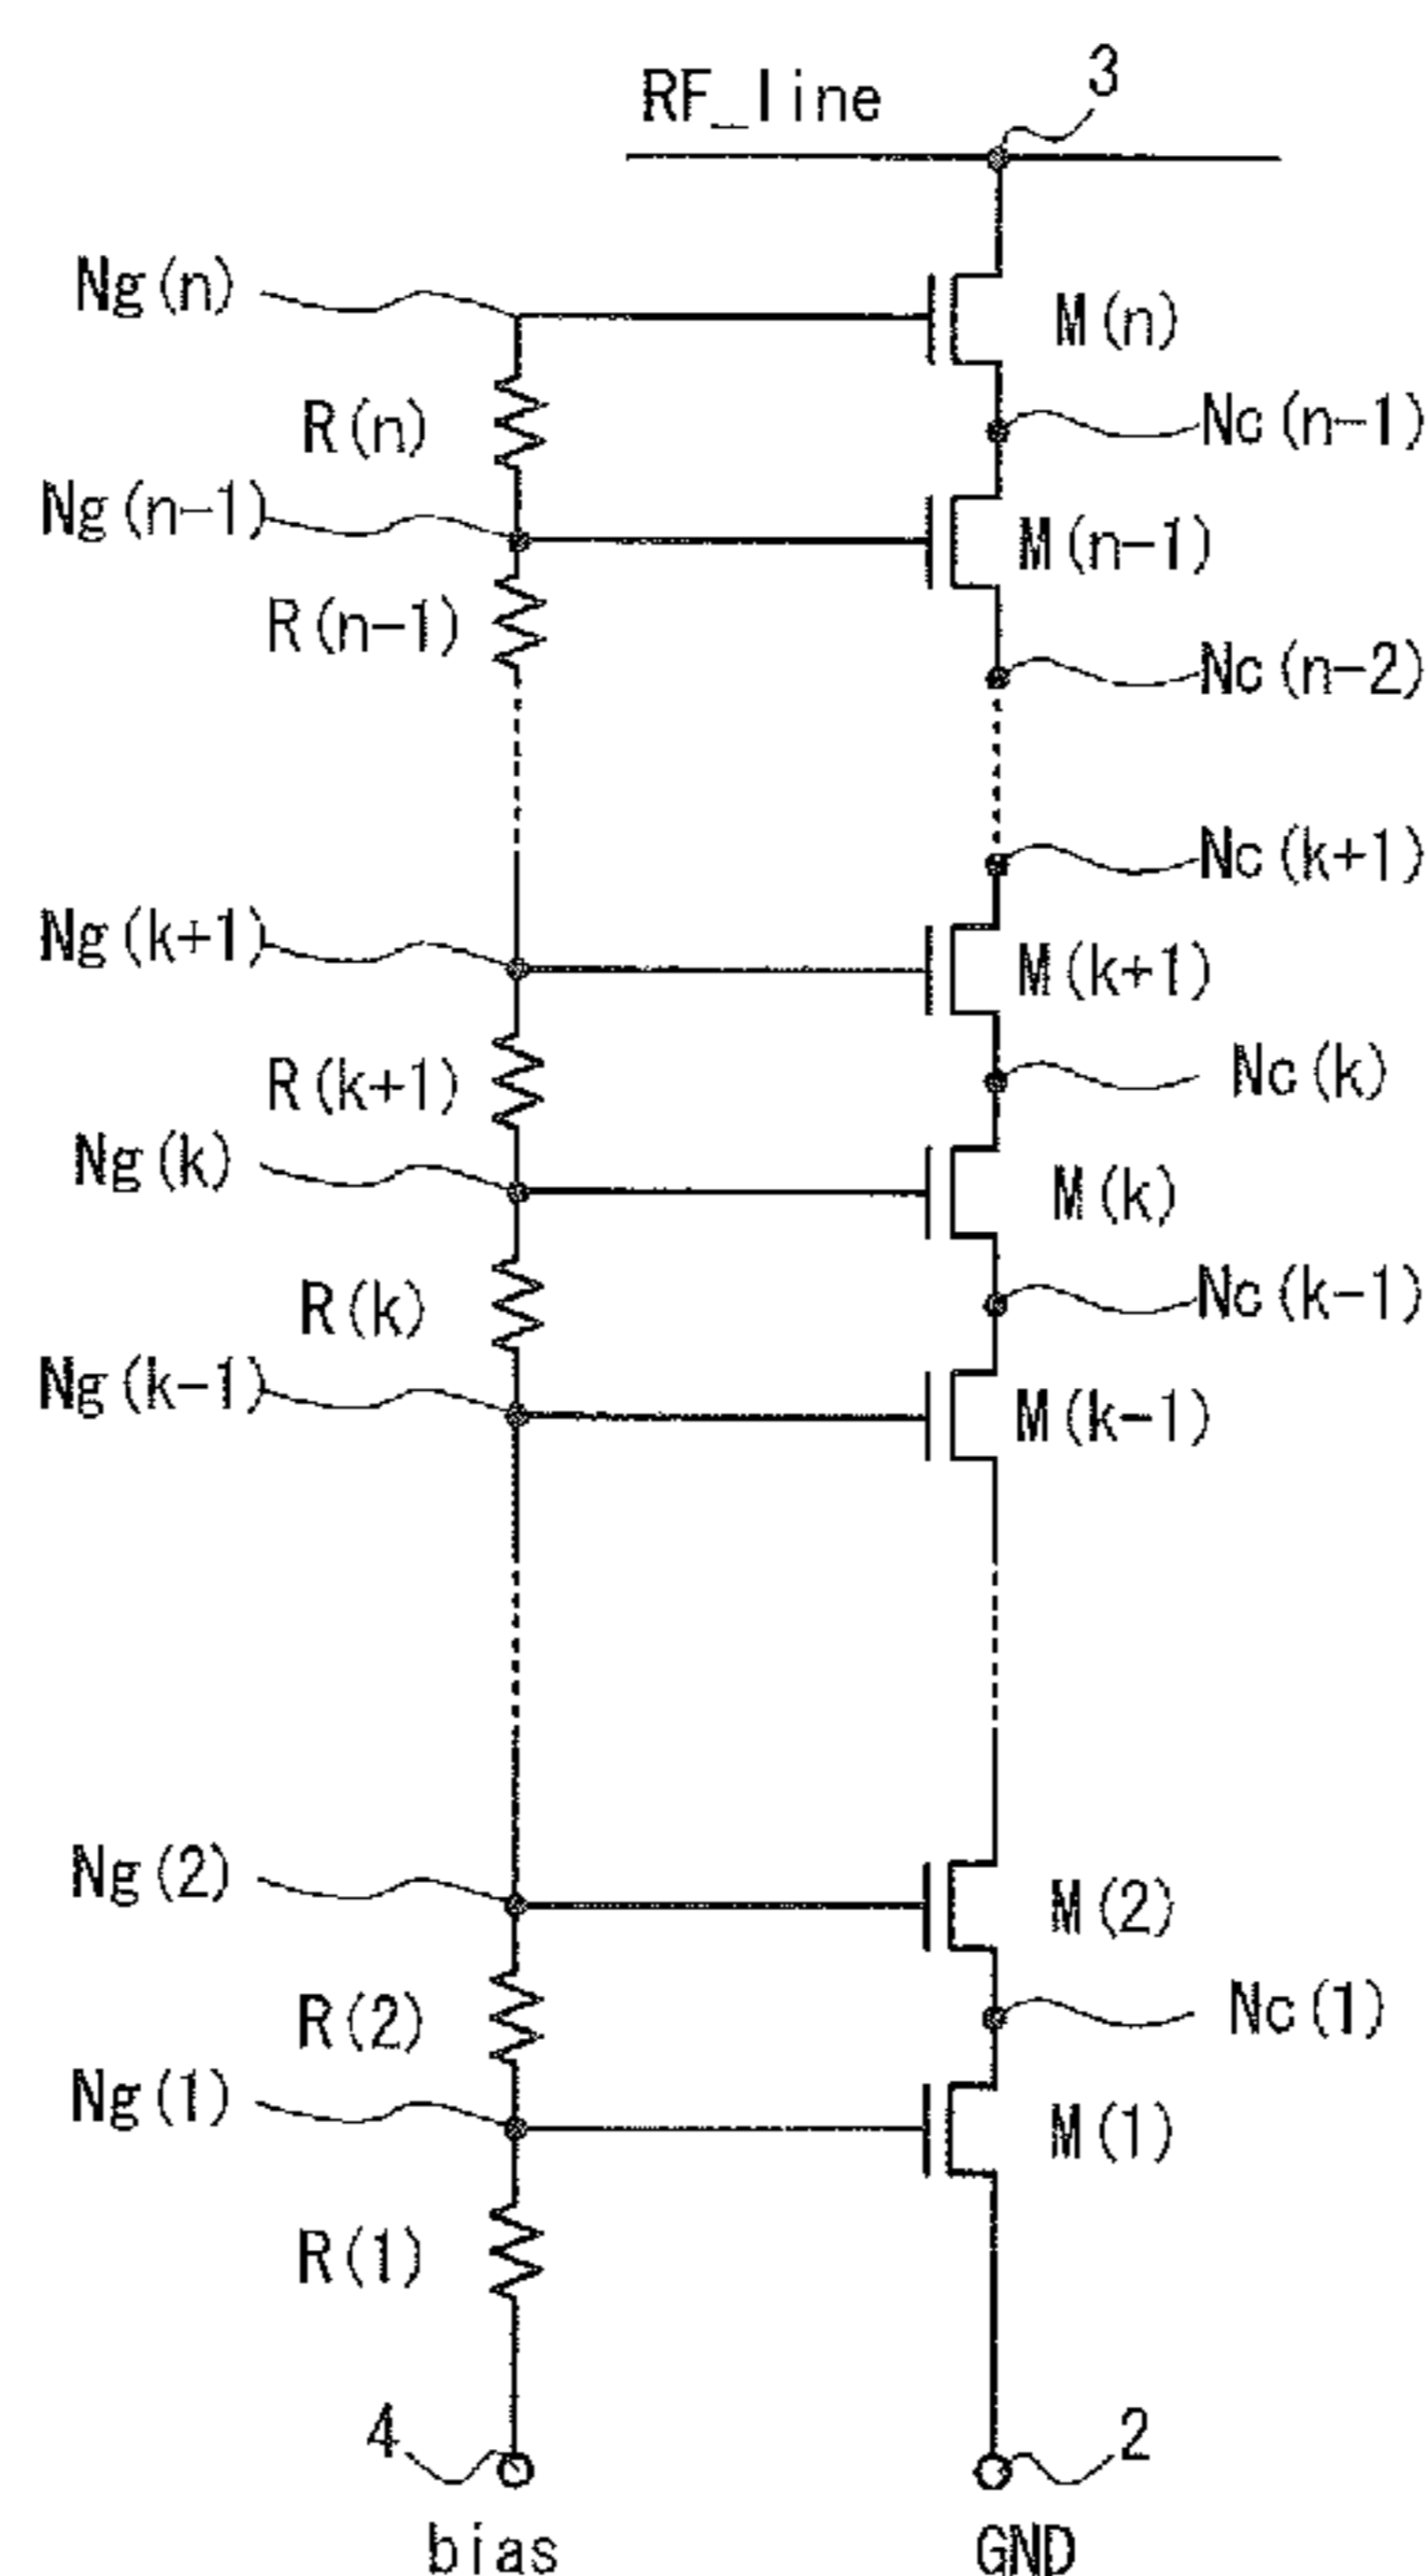 3
RF_line
Ng(n)
M(n)
R(n)
Nc(n-1)
Ng(n-1)
M(n-1)
R(n-1)
Nc(n-2)
Nc(k+1)
Ng(k+1)
M(k+1)
R(k+1)
Nc(k)
Ng(k)
M(k)
R(k)
Nc(k-1)
Ng(k-1)
M(k-1)
Ng(2)
M(2)
R(2)
Nc(1)
Ng(1)
M(1)
R(1)
4
2
bias
GND